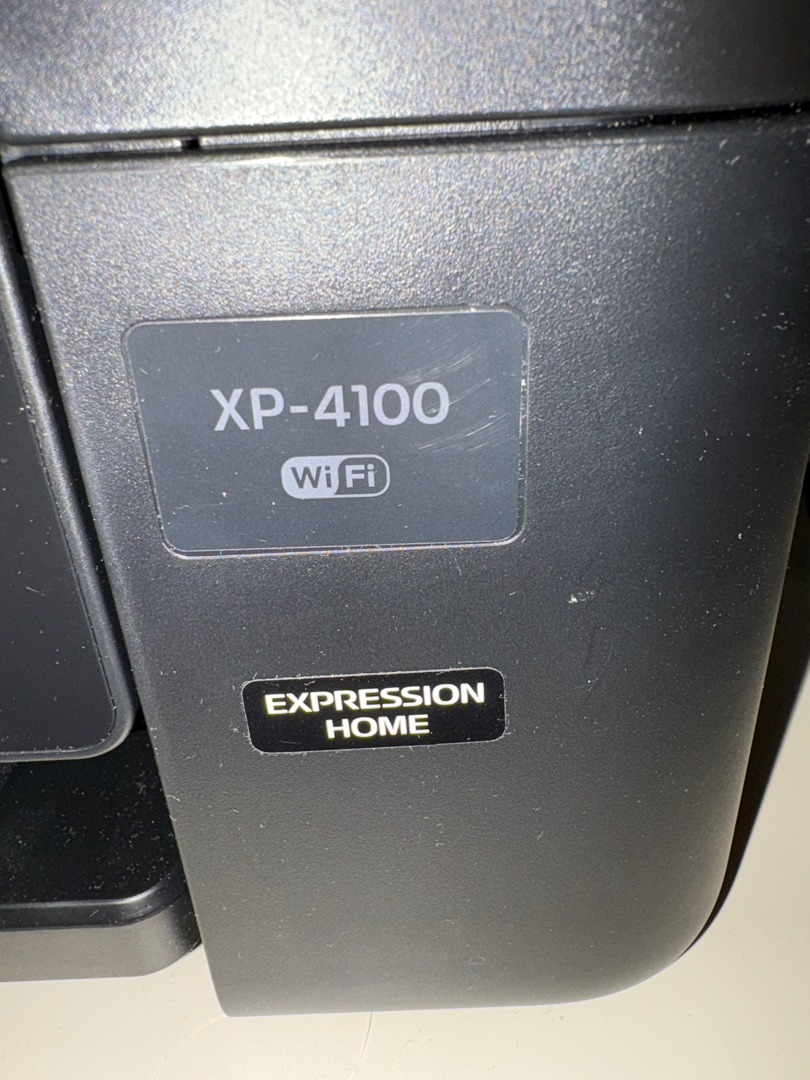 XP-4100
WiFi
EXPRESSION
HOME